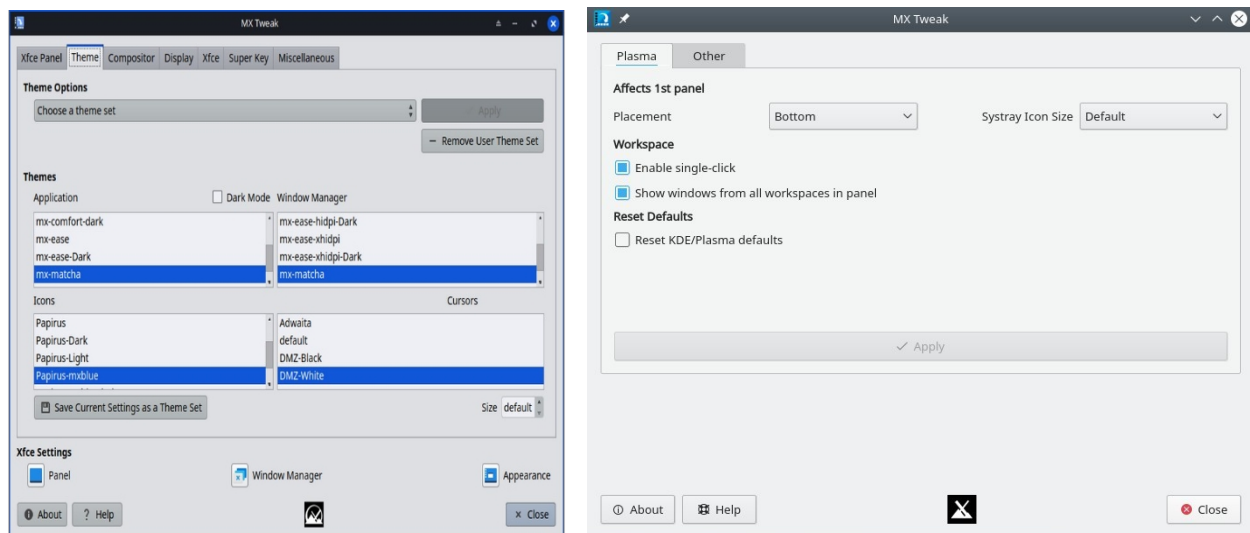 MX Tweak
Xfce Panel Theme Compositor Display Xfce Super Key Miscellaneous
Theme Options
Choose a theme set Apply
Remove User Theme Set
Themes
Application Dark Mode Window Manager
mx-comfort-dark mx-ease-hidpi-Dark
mx-ease mx-ease-xhidpi
mx-ease-Dark mx-ease-xhidpi-Dark
mx-matcha mx-matcha
Icons Cursors
Papirus Adwaita
Papirus-Dark default
Papirus-Light DMZ-Black
Papirus-mxblue DMZ-White
Save Current Settings as a Theme Set Size default
Xfce Settings
Panel Window Manager Appearance
About ? Help Close
MX Tweak
Plasma Other
Affects 1st panel
Placement Bottom Systray Icon Size Default
Workspace
Enable single-click
Show windows from all workspaces in panel
Reset Defaults
Reset KDE/Plasma defaults
Apply
About Help Close